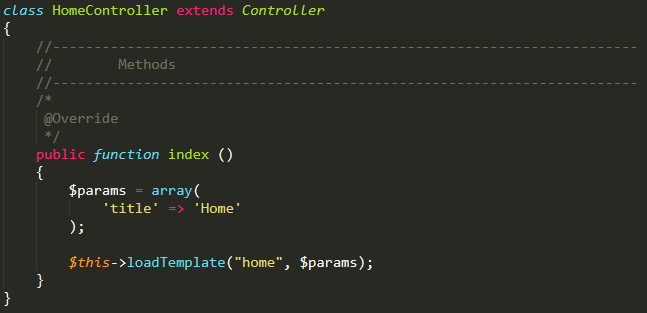 class HomeController extends Controller
{
    //-----------------------------------------------------------------------
    //        Methods
    //-----------------------------------------------------------------------
    /*
     @Override
     */
    public function index ()
    {
        $params = array(
            'title' => 'Home'
        );

        $this->loadTemplate("home", $params);
    }
}